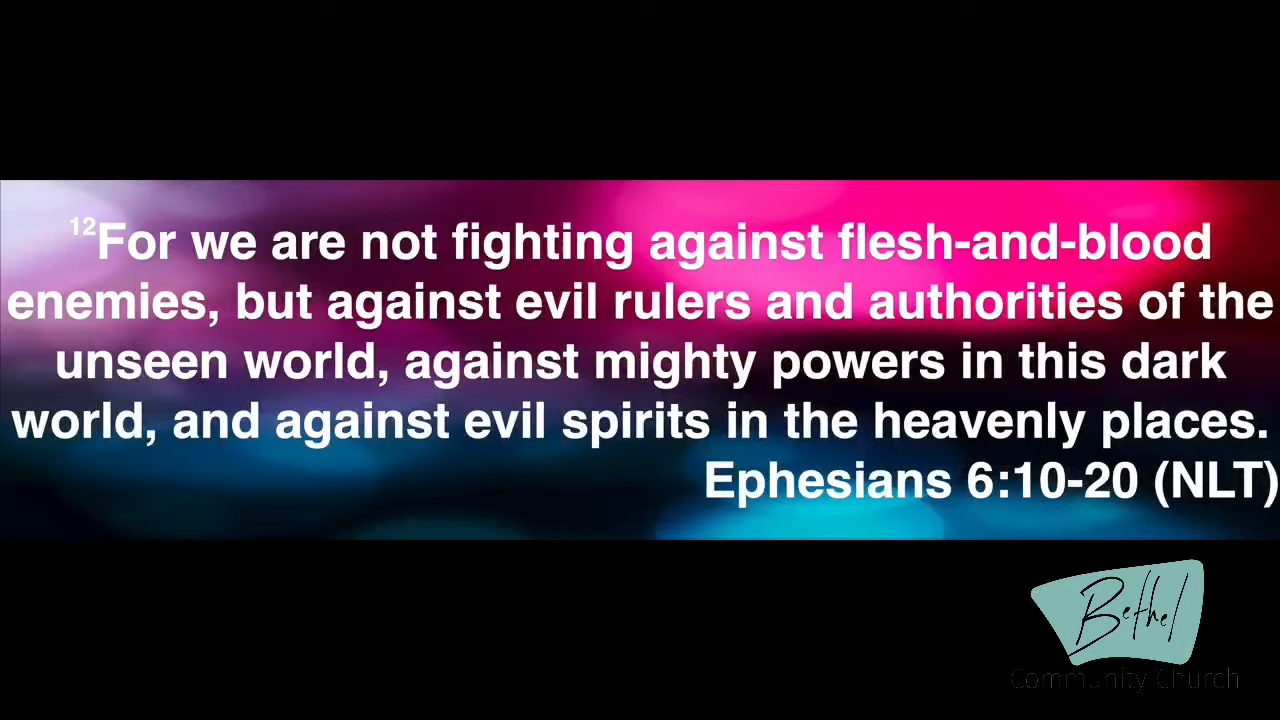 12For we are not fighting against flesh-and-blood
enemies, but against evil rulers and authorities of the
unseen world, against mighty powers in this dark
world, and against evil spirits in the heavenly places.
Ephesians 6:10-20 (NLT)
Bethel
Community Church